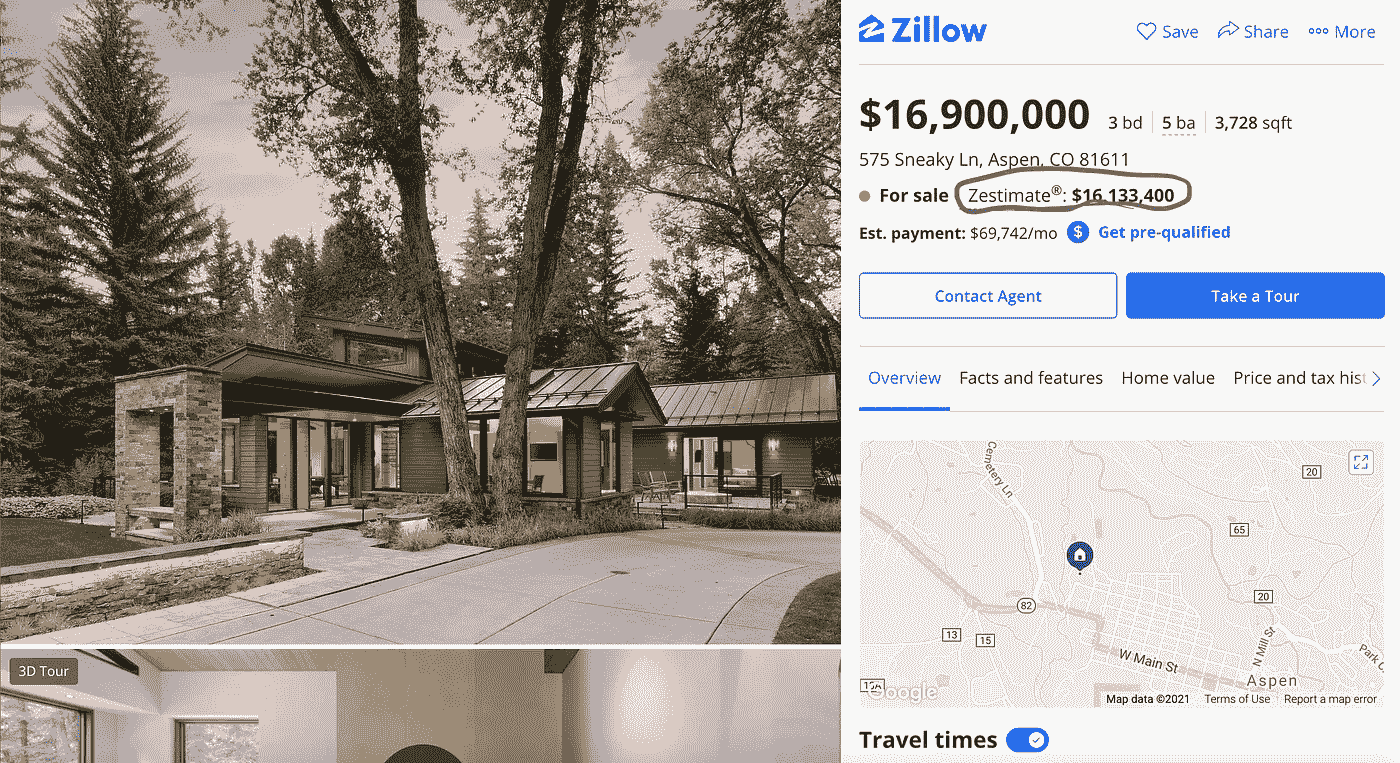 Zillow
Save Share More
$16,900,000 3 bd 5 ba 3,728 sqft
575 Sneaky Ln, Aspen, CO 81611
For sale Zestimate®: $16,133,400
Est. payment: $69,742/mo $ Get pre-qualified
Contact Agent Take a Tour
Overview Facts and features Home value Price and tax hist
Cemetery Ln
20
65
82
20
13
15
W Main St
N Mill St
Park C
Aspen
Google
Map data ©2021 Terms of Use Report a map error
3D Tour
Travel times